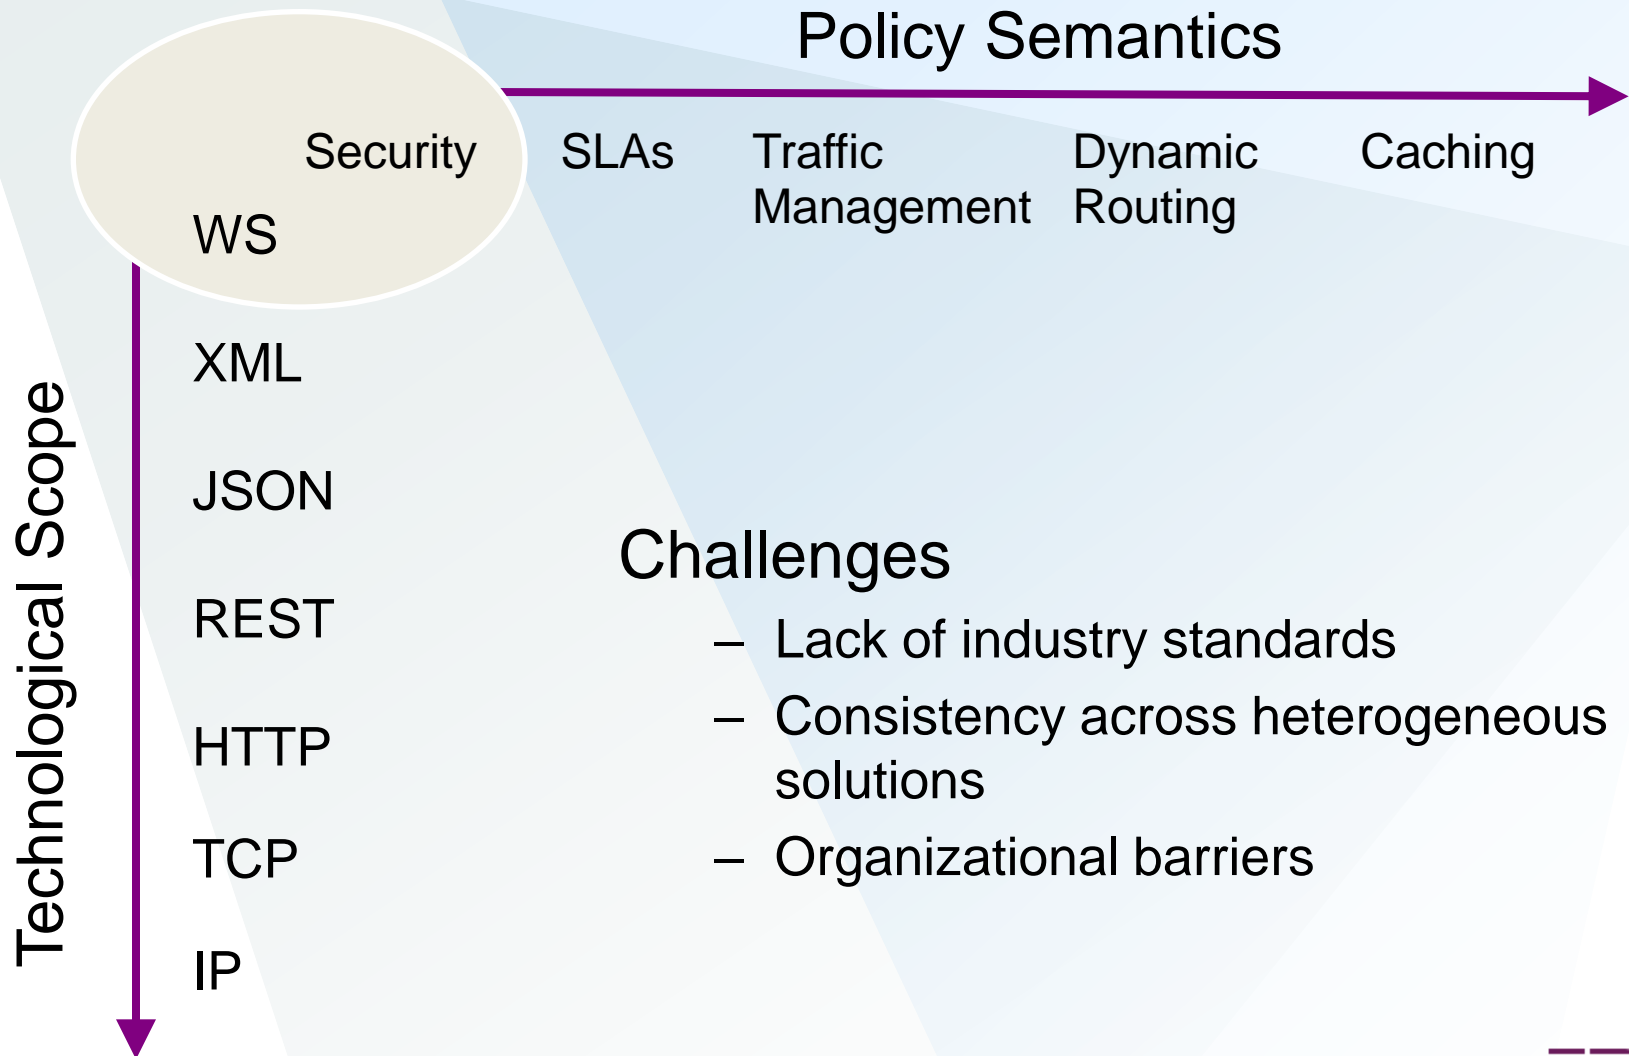 Policy Semantics
Security
SLAs
Traffic
Management
Dynamic
Routing
Caching
Technological Scope
WS
XML
JSON
REST
HTTP
TCP
IP
Challenges
– Lack of industry standards
– Consistency across heterogeneous
solutions
– Organizational barriers